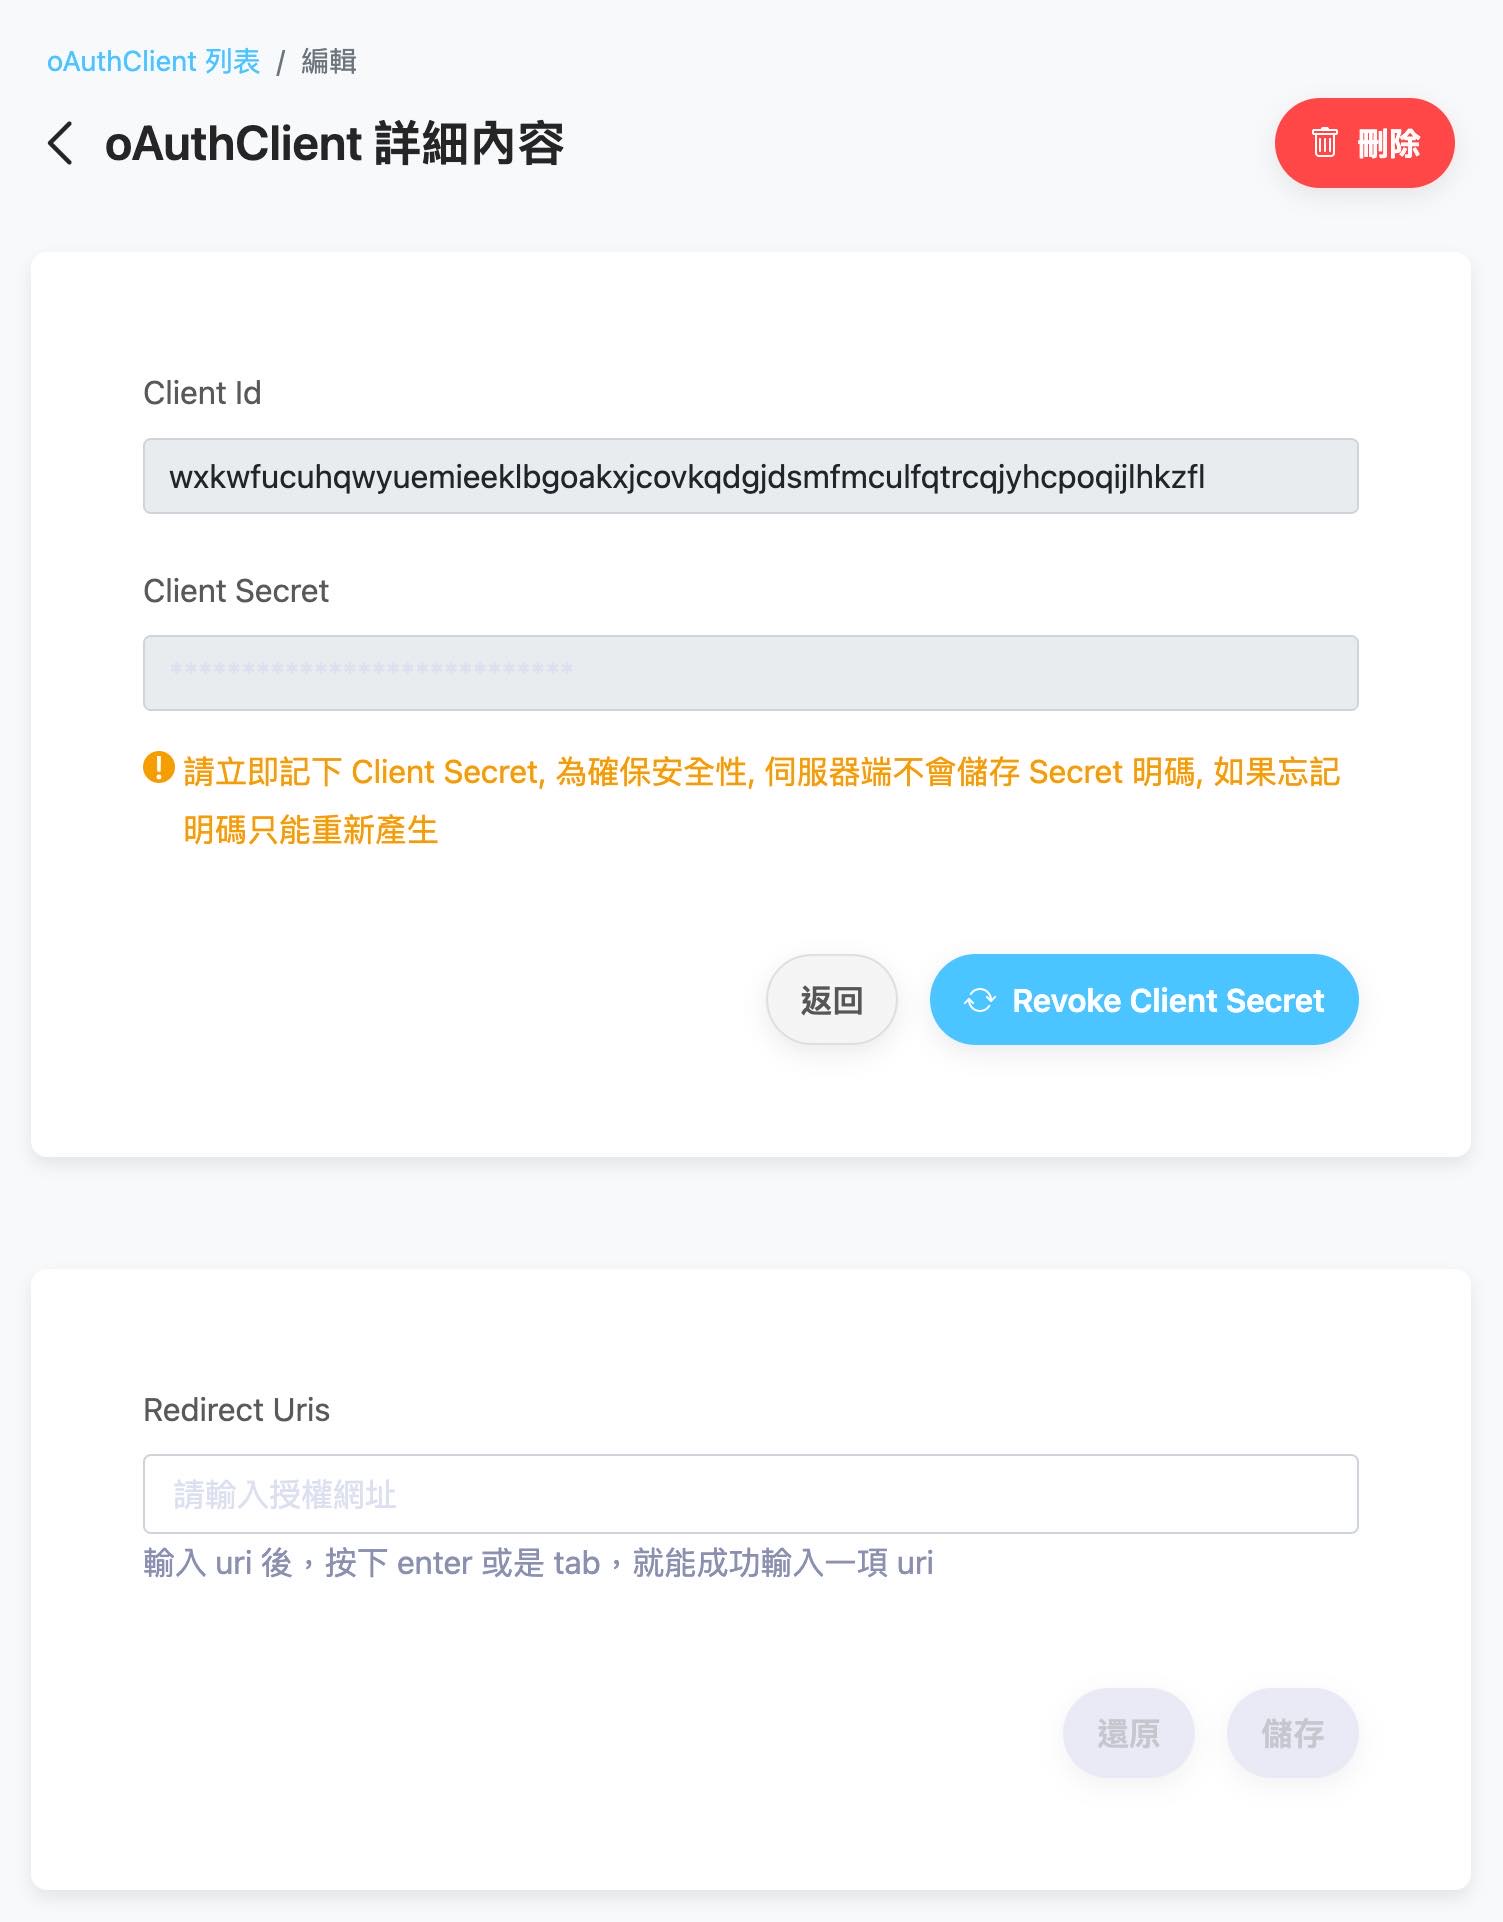 oAuthClient 列表 / 編輯
oAuthClient 詳細內容
刪除
Client Id
wxkwfucuhqwyuemieeklbgoakxjcovkqdgjdsmfmculfqtrcqjyhcpoqijlhkzfl
Client Secret
****************************
請立即記下 Client Secret, 為確保安全性, 伺服器端不會儲存 Secret 明碼, 如果忘記
明碼只能重新產生
返回
Revoke Client Secret
Redirect Uris
請輸入授權網址
輸入 uri 後，按下 enter 或是 tab，就能成功輸入一項 uri
還原
儲存